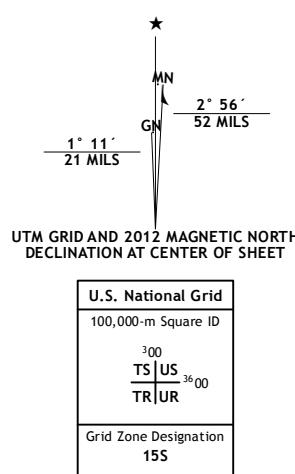 ★
MN
GN
2° 56´
52 MILS
1° 11´
21 MILS
UTM GRID AND 2012 MAGNETIC NORTH
DECLINATION AT CENTER OF SHEET
U.S. National Grid
100,000-m Square ID
³00
TS US
³⁶00
TR UR
Grid Zone Designation
15S